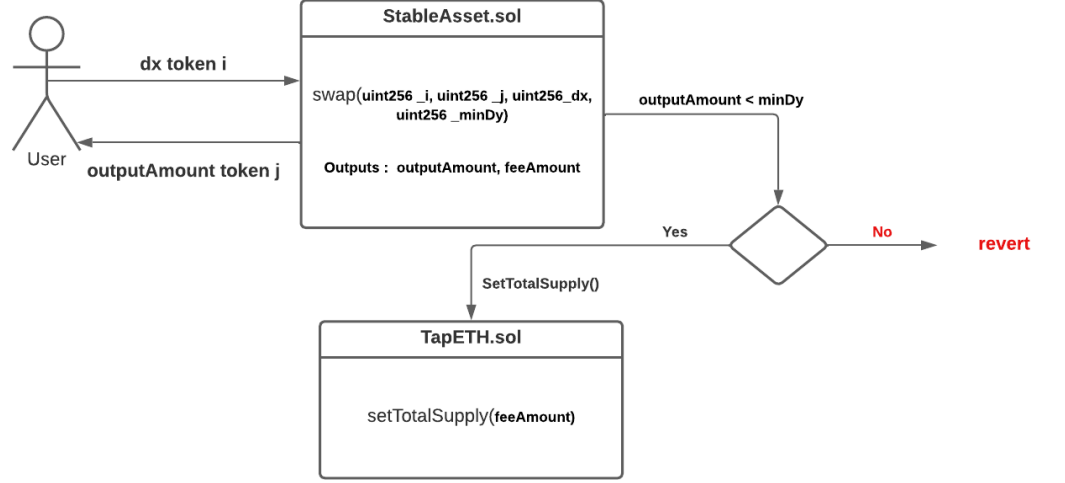 StableAsset.sol
dx token i
swap(uint256 _i, uint256 _j, uint256_dx,
uint256 _minDy)
outputAmount < minDy
User
outputAmount token j
Outputs : outputAmount, feeAmount
Yes
No
revert
SetTotalSupply()
TapETH.sol
setTotalSupply(feeAmount)